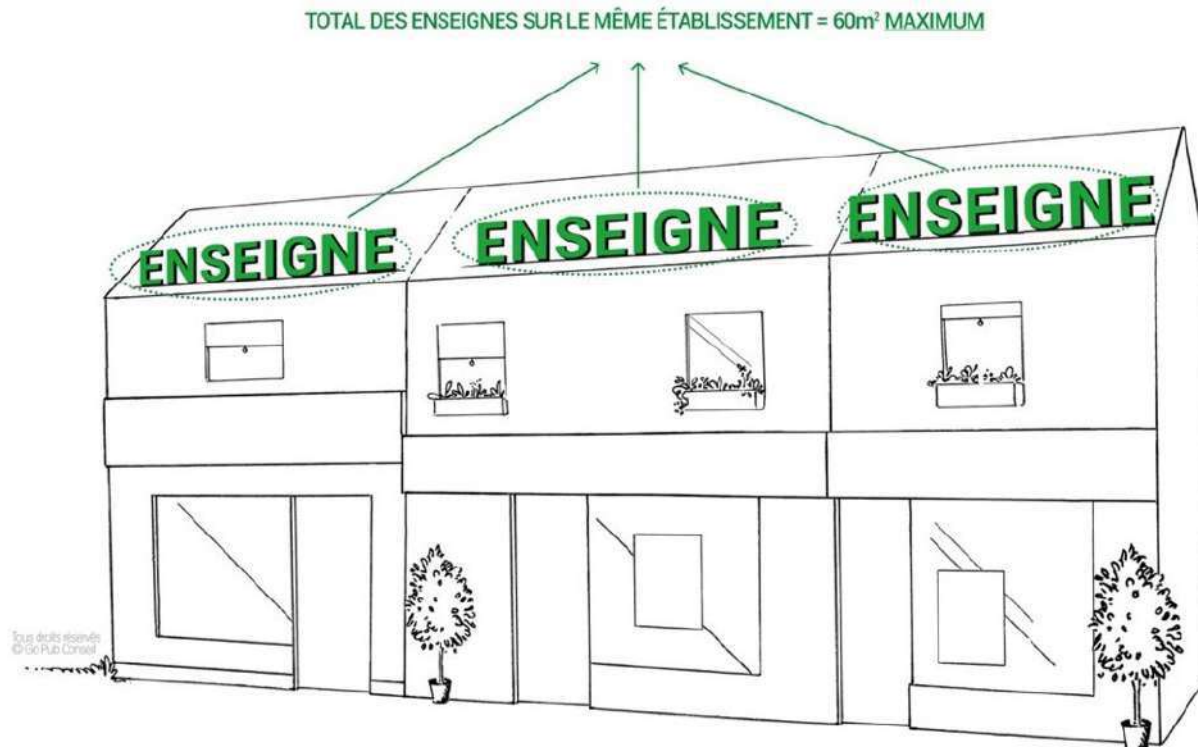 TOTAL DES ENSEIGNES SUR LE MÊME ÉTABLISSEMENT = 60m² MAXIMUM
ENSEIGNE
ENSEIGNE
ENSEIGNE
Tous droits réservés
© Go Pub Conseil